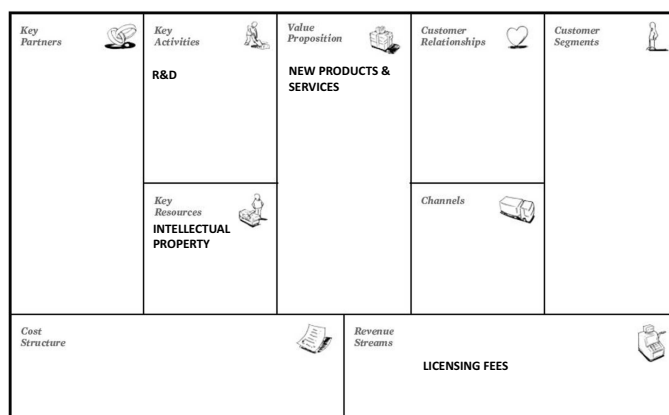 Key
Partners
Key
Activities
R&D
Value
Proposition
NEW PRODUCTS &
SERVICES
Customer
Relationships
Customer
Segments
Key
Resources
INTELLECTUAL
PROPERTY
Channels
Cost
Structure
Revenue
Streams
LICENSING FEES